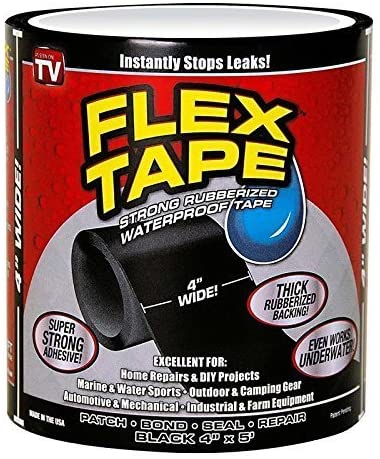 Instantly Stops Leaks!
AS SEEN ON
TV
FLEX
TAPE
STRONG RUBBERIZED
WATERPROOF TAPE
4" WIDE!
4"
WIDE!
THICK
RUBBERIZED
BACKING!
SUPER
STRONG
ADHESIVE!
EVEN WORKS
UNDERWATER!
EXCELLENT FOR:
Home Repairs & DIY Projects
Marine & Water Sports · Outdoor & Camping Gear
Automotive & Mechanical · Industrial & Farm Equipment
MADE IN THE USA
Patent Pending
PATCH · BOND · SEAL · REPAIR
BLACK 4" x 5'